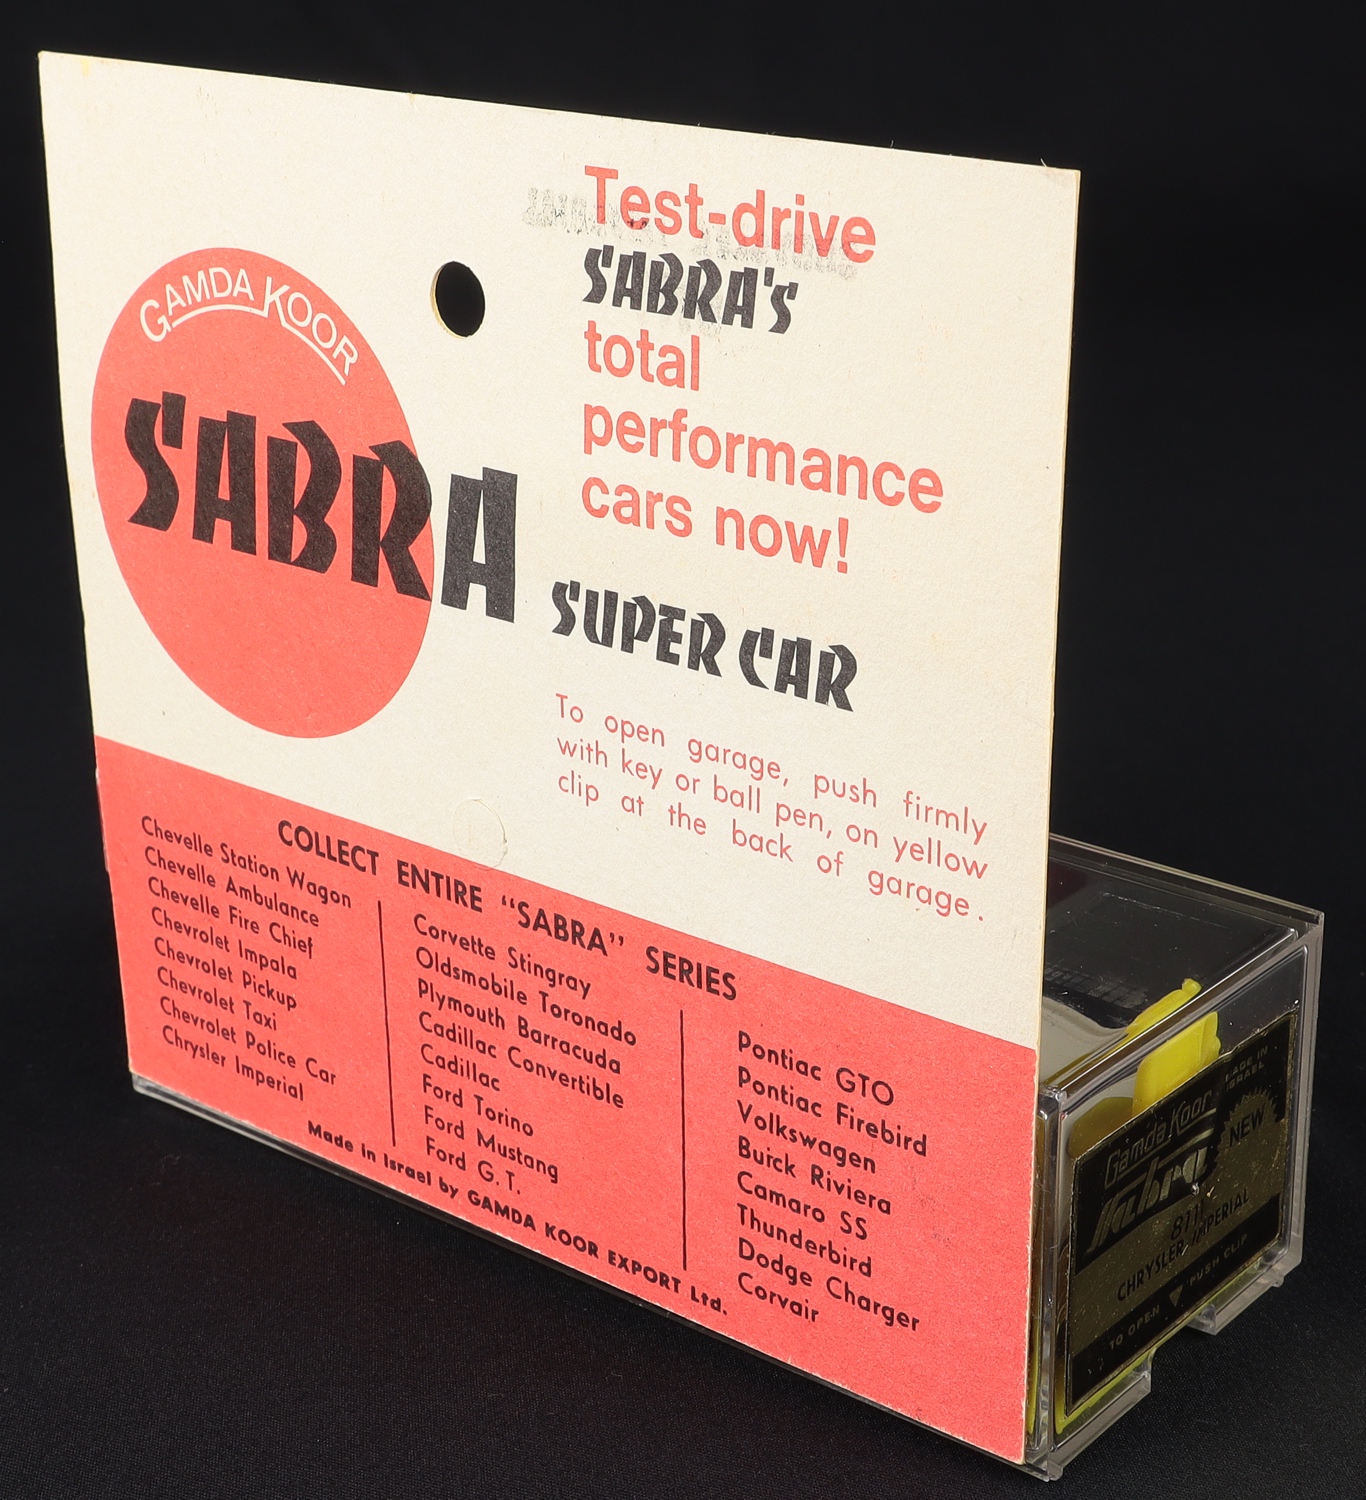 GAMDA KOOR
SABRA
Test-drive
SABRA'S
total
performance
cars now!
SUPER CAR
To open garage, push firmly
with key or ball pen, on yellow
clip at the back of garage.
COLLECT ENTIRE “SABRA” SERIES
Chevelle Station Wagon
Chevelle Ambulance
Chevelle Fire Chief
Chevrolet Impala
Chevrolet Pickup
Chevrolet Taxi
Chevrolet Police Car
Chrysler Imperial
Corvette Stingray
Oldsmobile Toronado
Plymouth Barracuda
Cadillac Convertible
Cadillac
Ford Torino
Ford Mustang
Ford G.T.
Pontiac GTO
Pontiac Firebird
Volkswagen
Buick Riviera
Camaro SS
Thunderbird
Dodge Charger
Corvair
Made in Israel by GAMDA KOOR EXPORT Ltd.
MADE IN
ISRAEL
Gamda Koor
NEW
Sabra
8111
CHRYSLER IMPERIAL
TO OPEN PUSH CLIP